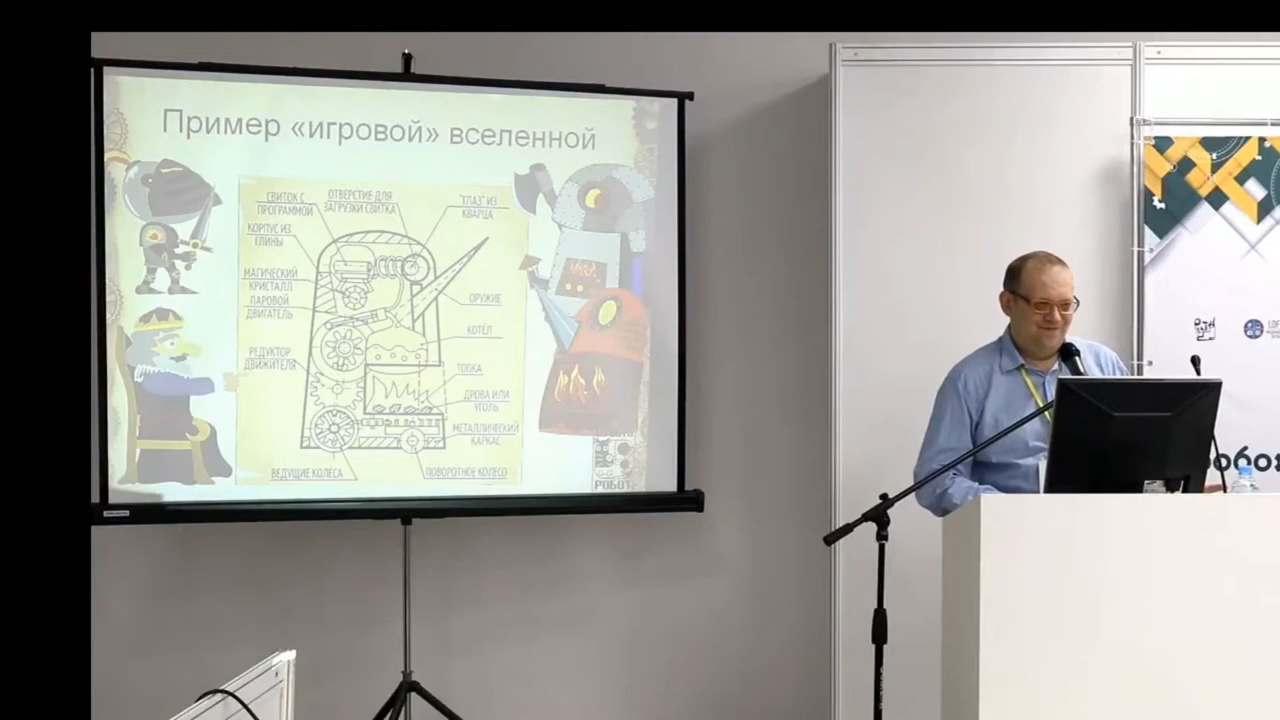 Пример «игровой» вселенной
СВИТОК С
ПРОГРАММОЙ
ОТВЕРСТИЕ ДЛЯ
ЗАГРУЗКИ СВИТКА
"ГЛАЗ" ИЗ
КВАРЦА
КОРПУС ИЗ
ГЛИНЫ
МАГИЧЕСКИЙ
КРИСТАЛЛ
ПАРОВОЙ
ДВИГАТЕЛЬ
ОРУЖИЕ
КОТЁЛ
РЕДУКТОР
ДВИЖИТЕЛЯ
ТОПКА
ДРОВА ИЛИ
УГОЛЬ
МЕТАЛЛИЧЕСКИЙ
КАРКАС
ВЕДУЩИЕ КОЛЕСА
ПОВОРОТНОЕ КОЛЕСО